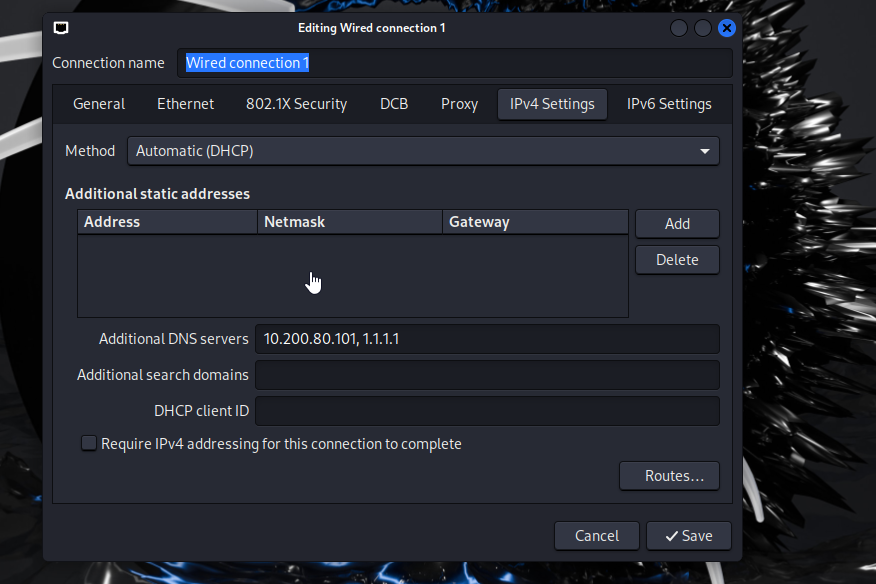 Editing Wired connection 1
Connection name Wired connection 1
General Ethernet 802.1X Security DCB Proxy IPv4 Settings IPv6 Settings
Method Automatic (DHCP)
Additional static addresses
Address Netmask Gateway Add
Delete
Additional DNS servers 10.200.80.101, 1.1.1.1
Additional search domains
DHCP client ID
Require IPv4 addressing for this connection to complete
Routes...
Cancel Save